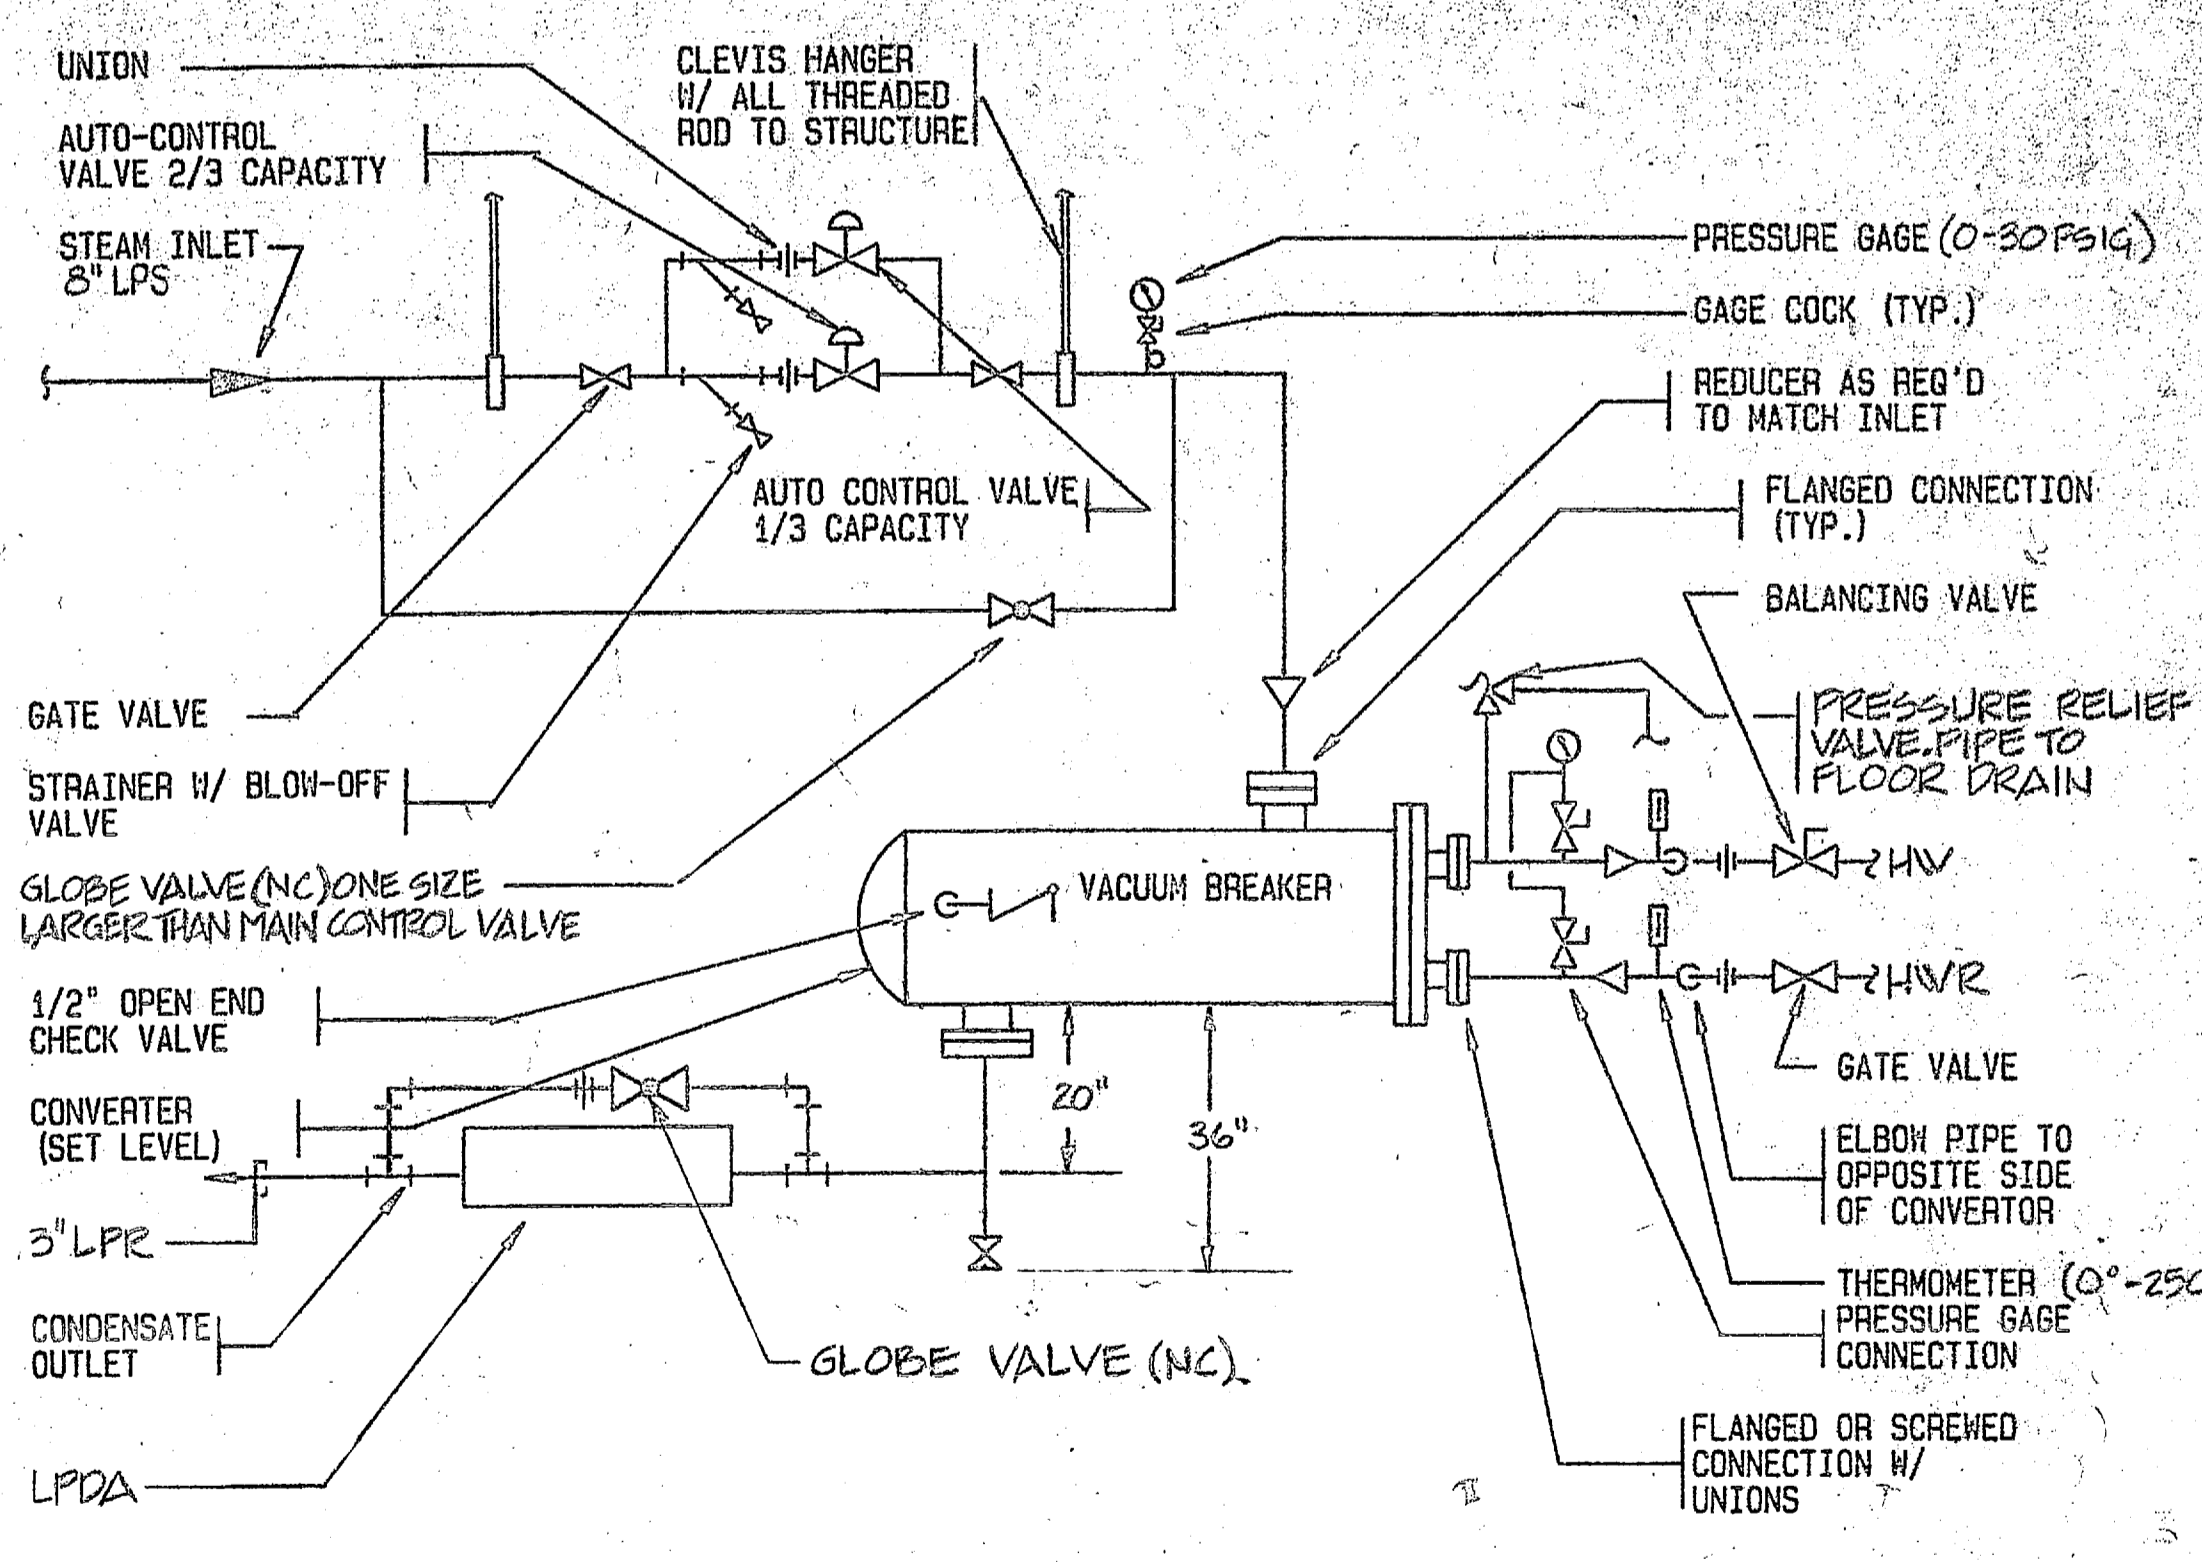 UNION
CLEVIS HANGER
W/ ALL THREADED
ROD TO STRUCTURE
AUTO-CONTROL
VALVE 2/3 CAPACITY
STEAM INLET
8" LPS
PRESSURE GAGE (0-30 PSIG)
GAGE COCK (TYP.)
REDUCER AS REQ'D
TO MATCH INLET
AUTO CONTROL VALVE
1/3 CAPACITY
FLANGED CONNECTION
(TYP.)
BALANCING VALVE
GATE VALVE
PRESSURE RELIEF
VALVE. PIPE TO
FLOOR DRAIN
STRAINER W/ BLOW-OFF
VALVE
GLOBE VALVE (NC) ONE SIZE
LARGER THAN MAIN CONTROL VALVE
VACUUM BREAKER
HW
HWR
1/2" OPEN END
CHECK VALVE
GATE VALVE
20"
36"
CONVERTER
(SET LEVEL)
ELBOW PIPE TO
OPPOSITE SIDE
OF CONVERTOR
3" LPR
THERMOMETER (0°-250
PRESSURE GAGE
CONNECTION
CONDENSATE
OUTLET
GLOBE VALVE (NC)
LPDA
FLANGED OR SCREWED
CONNECTION W/
UNIONS